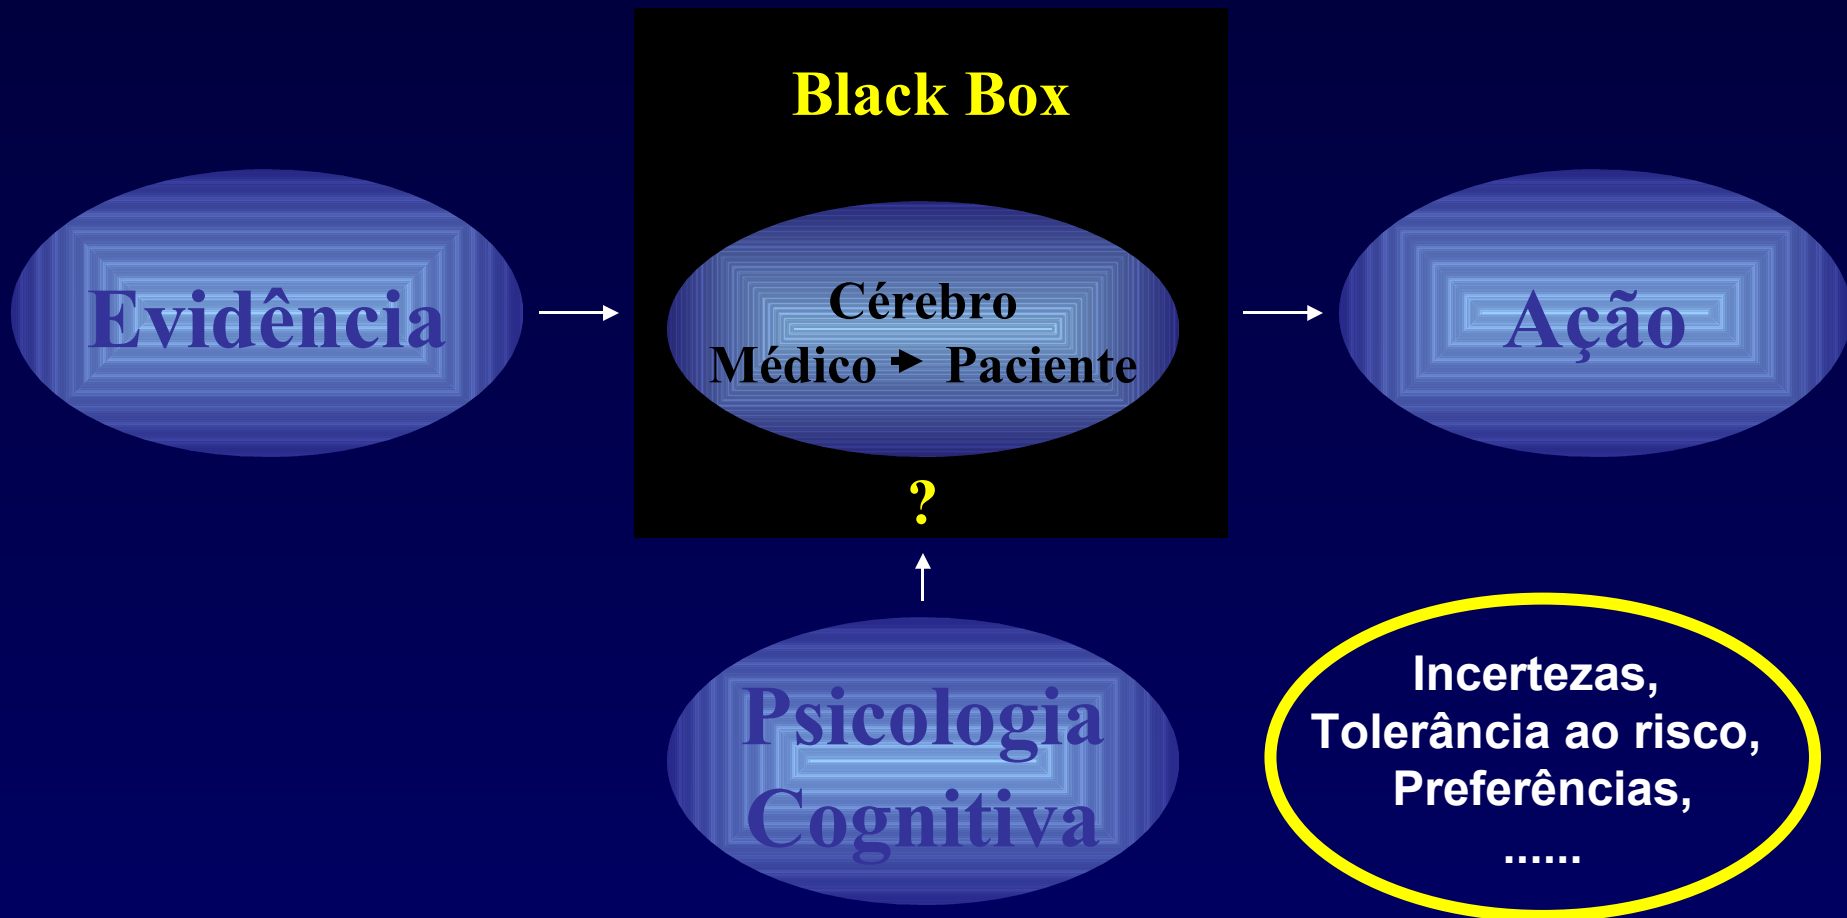 Black Box
Evidência
Cérebro
Médico Paciente
Ação
?
Psicologia
Cognitiva
Incertezas,
Tolerância ao risco,
Preferências,
......